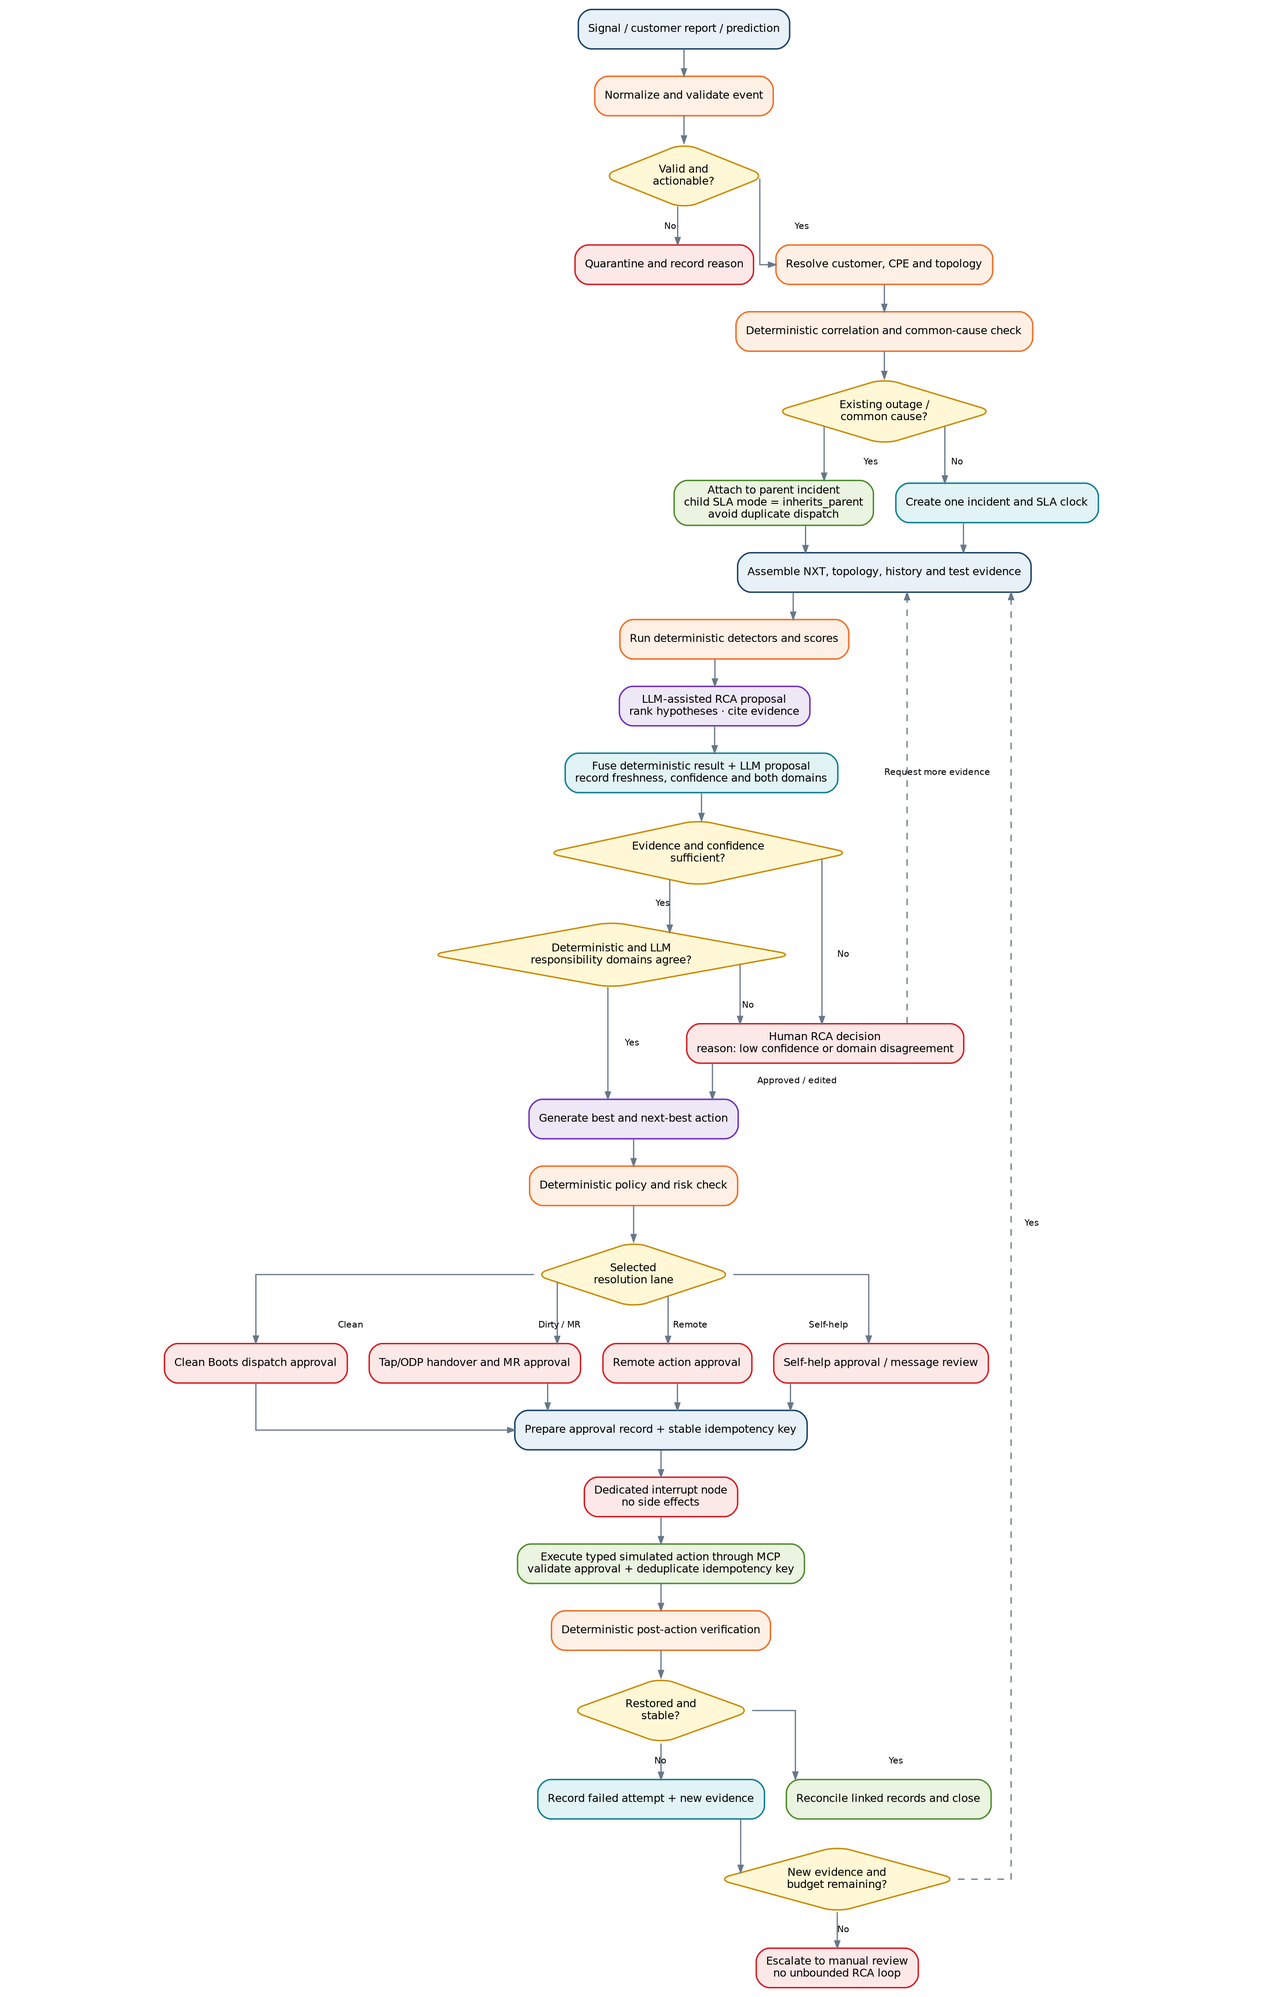 Signal / customer report / prediction
Normalize and validate event
Valid and
actionable?
No
Yes
Quarantine and record reason
Resolve customer, CPE and topology
Deterministic correlation and common-cause check
Existing outage /
common cause?
Yes
No
Attach to parent incident
child SLA mode = inherits_parent
avoid duplicate dispatch
Create one incident and SLA clock
Assemble NXT, topology, history and test evidence
Run deterministic detectors and scores
LLM-assisted RCA proposal
rank hypotheses · cite evidence
Fuse deterministic result + LLM proposal
record freshness, confidence and both domains
Request more evidence
Evidence and confidence
sufficient?
Yes
Deterministic and LLM
responsibility domains agree?
No
No
Human RCA decision
reason: low confidence or domain disagreement
Yes
Approved / edited
Generate best and next-best action
Deterministic policy and risk check
Yes
Selected
resolution lane
Clean
Dirty / MR
Remote
Self-help
Clean Boots dispatch approval
Tap/ODP handover and MR approval
Remote action approval
Self-help approval / message review
Prepare approval record + stable idempotency key
Dedicated interrupt node
no side effects
Execute typed simulated action through MCP
validate approval + deduplicate idempotency key
Deterministic post-action verification
Restored and
stable?
No
Yes
Record failed attempt + new evidence
Reconcile linked records and close
New evidence and
budget remaining?
No
Escalate to manual review
no unbounded RCA loop